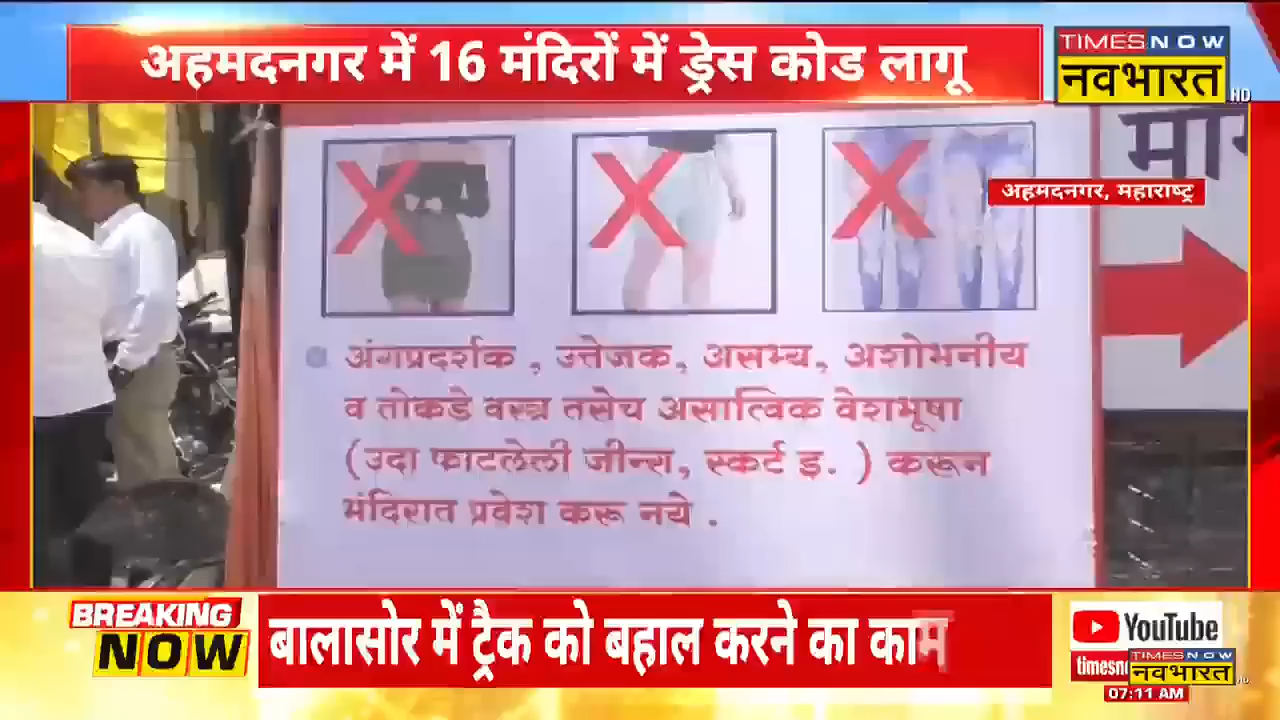 अहमदनगर में 16 मंदिरों में ड्रेस कोड लागू
TIMES NOW
नवभारत
HD
अहमदनगर, महाराष्ट्र
X X X
अंगप्रदर्शक , उत्तेजक, असभ्य, अशोभनीय
व तोकडे वस्त्र तसेच असात्विक वेशभूषा
(उदा फाटलेली जीन्स, स्कर्ट इ. ) करून
मंदिरात प्रवेश करू नये .
BREAKING
NOW
बालासोर में ट्रैक को बहाल करने का काम
YouTube
timesn
TIMES NOW
नवभारत
07:11 AM